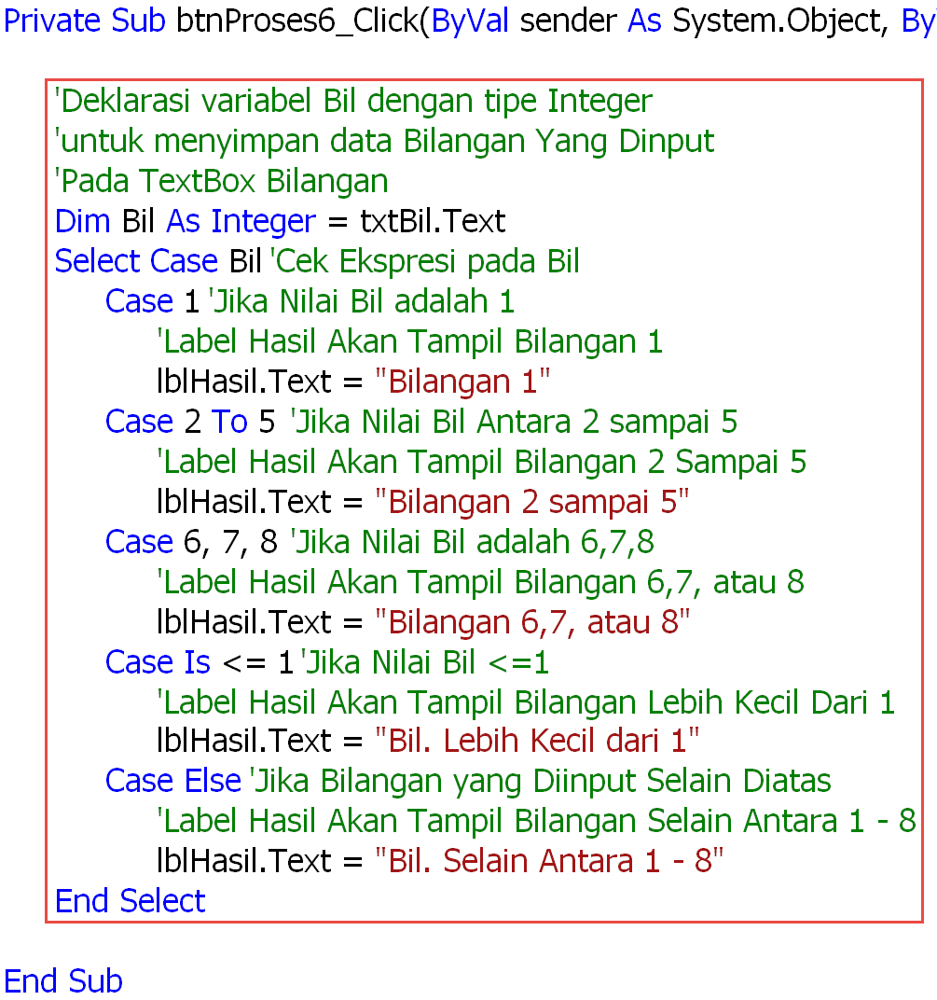 Private Sub btnProses6_Click(ByVal sender As System.Object, By
'Deklarasi variabel Bil dengan tipe Integer
'untuk menyimpan data Bilangan Yang Dinput
'Pada TextBox Bilangan
Dim Bil As Integer = txtBil.Text
Select Case Bil 'Cek Ekspresi pada Bil
Case 1 'Jika Nilai Bil adalah 1
'Label Hasil Akan Tampil Bilangan 1
lblHasil.Text = "Bilangan 1"
Case 2 To 5 'Jika Nilai Bil Antara 2 sampai 5
'Label Hasil Akan Tampil Bilangan 2 Sampai 5
lblHasil.Text = "Bilangan 2 sampai 5"
Case 6, 7, 8 'Jika Nilai Bil adalah 6,7,8
'Label Hasil Akan Tampil Bilangan 6,7, atau 8
lblHasil.Text = "Bilangan 6,7, atau 8"
Case Is <= 1 'Jika Nilai Bil <=1
'Label Hasil Akan Tampil Bilangan Lebih Kecil Dari 1
lblHasil.Text = "Bil. Lebih Kecil dari 1"
Case Else 'Jika Bilangan yang Diinput Selain Diatas
'Label Hasil Akan Tampil Bilangan Selain Antara 1 - 8
lblHasil.Text = "Bil. Selain Antara 1 - 8"
End Select
End Sub